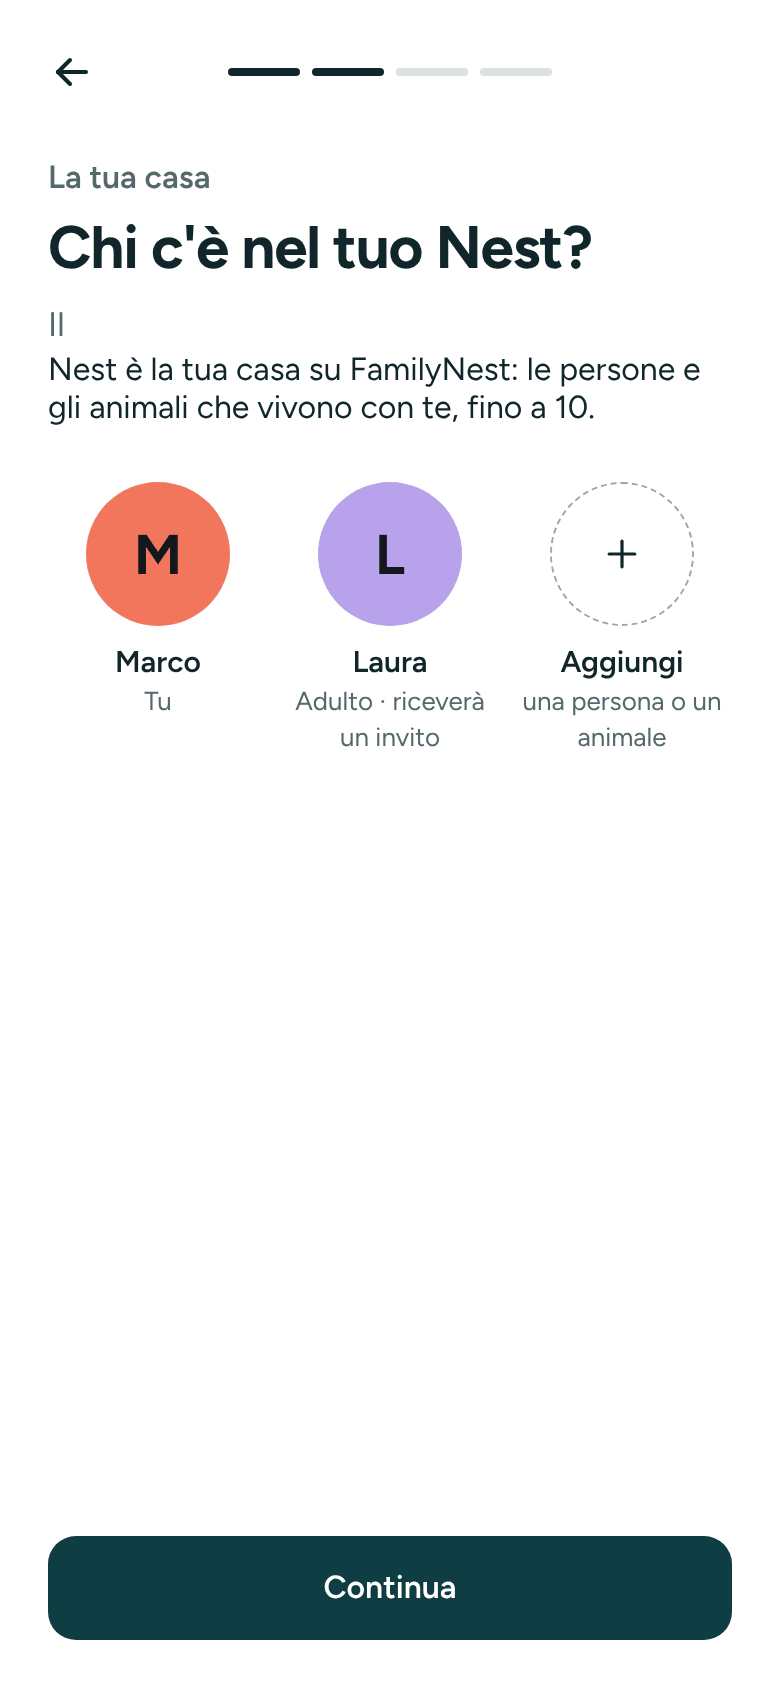 La tua casa
Chi c'è nel tuo Nest?
Il
Nest è la tua casa su FamilyNest: le persone e
gli animali che vivono con te, fino a 10.
M
L
Marco
Laura
Aggiungi
Tu
Adulto · riceverà
un invito
una persona o un
animale
Continua